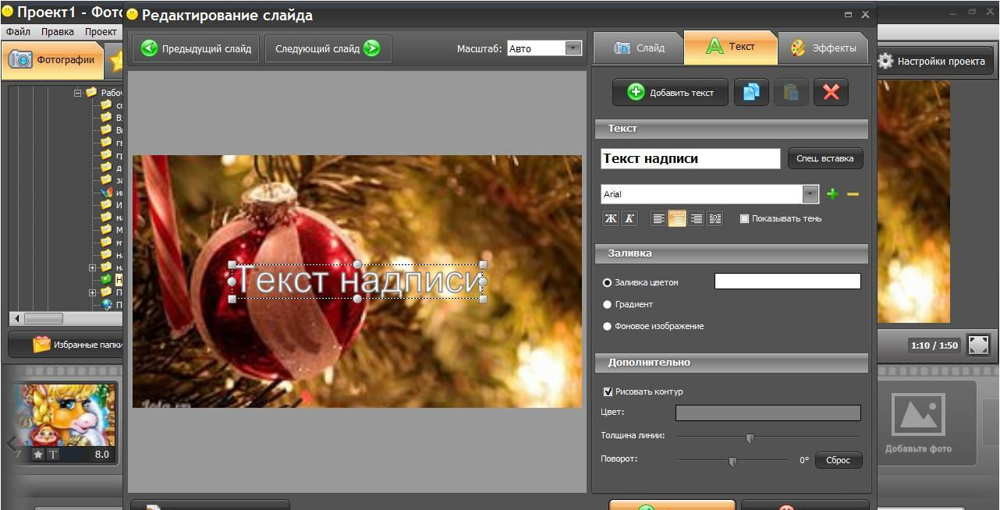 Проект1 - Фото
Редактирование слайда
Файл Правка Проект
Фотографии
Предыдущий слайд
Следующий слайд
Масштаб: Авто
Слайд
Текст
Эффекты
Настройки проекта
Добавить текст
Текст
Текст надписи
Спец. вставка
Arial
Ж К
Показывать тень
Текст надписи
Заливка
Заливка цветом
Градиент
Фоновое изображение
Избранные папки
1:10 / 1:50
Дополнительно
Рисовать контур
Цвет:
Толщина линии:
Поворот:
0°
Сброс
7
T
8.0
Добавьте фото